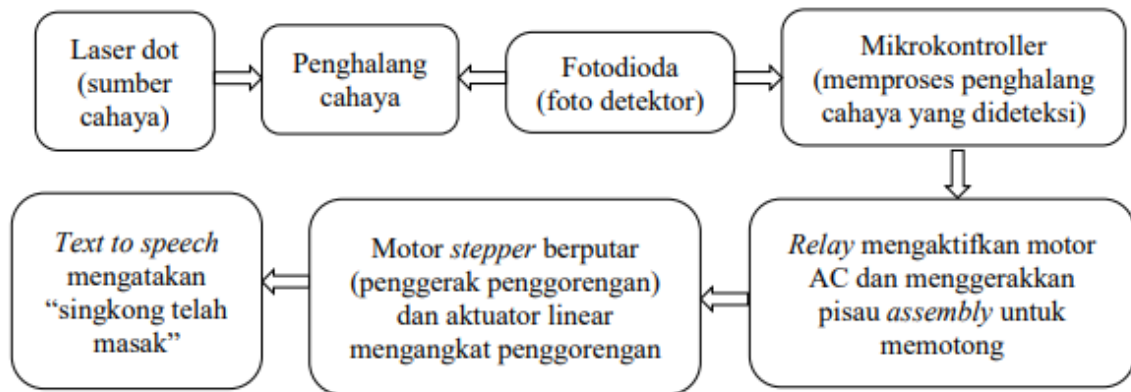 Laser dot
(sumber
cahaya)
Penghalang
cahaya
Fotodioda
(foto detektor)
Mikrokontroller
(memproses penghalang
cahaya yang dideteksi)
Relay mengaktifkan motor
AC dan menggerakkan
pisau assembly untuk
memotong
Motor stepper berputar
(penggerak penggorengan)
dan aktuator linear
mengangkat penggorengan
Text to speech
mengatakan
“singkong telah
masak”